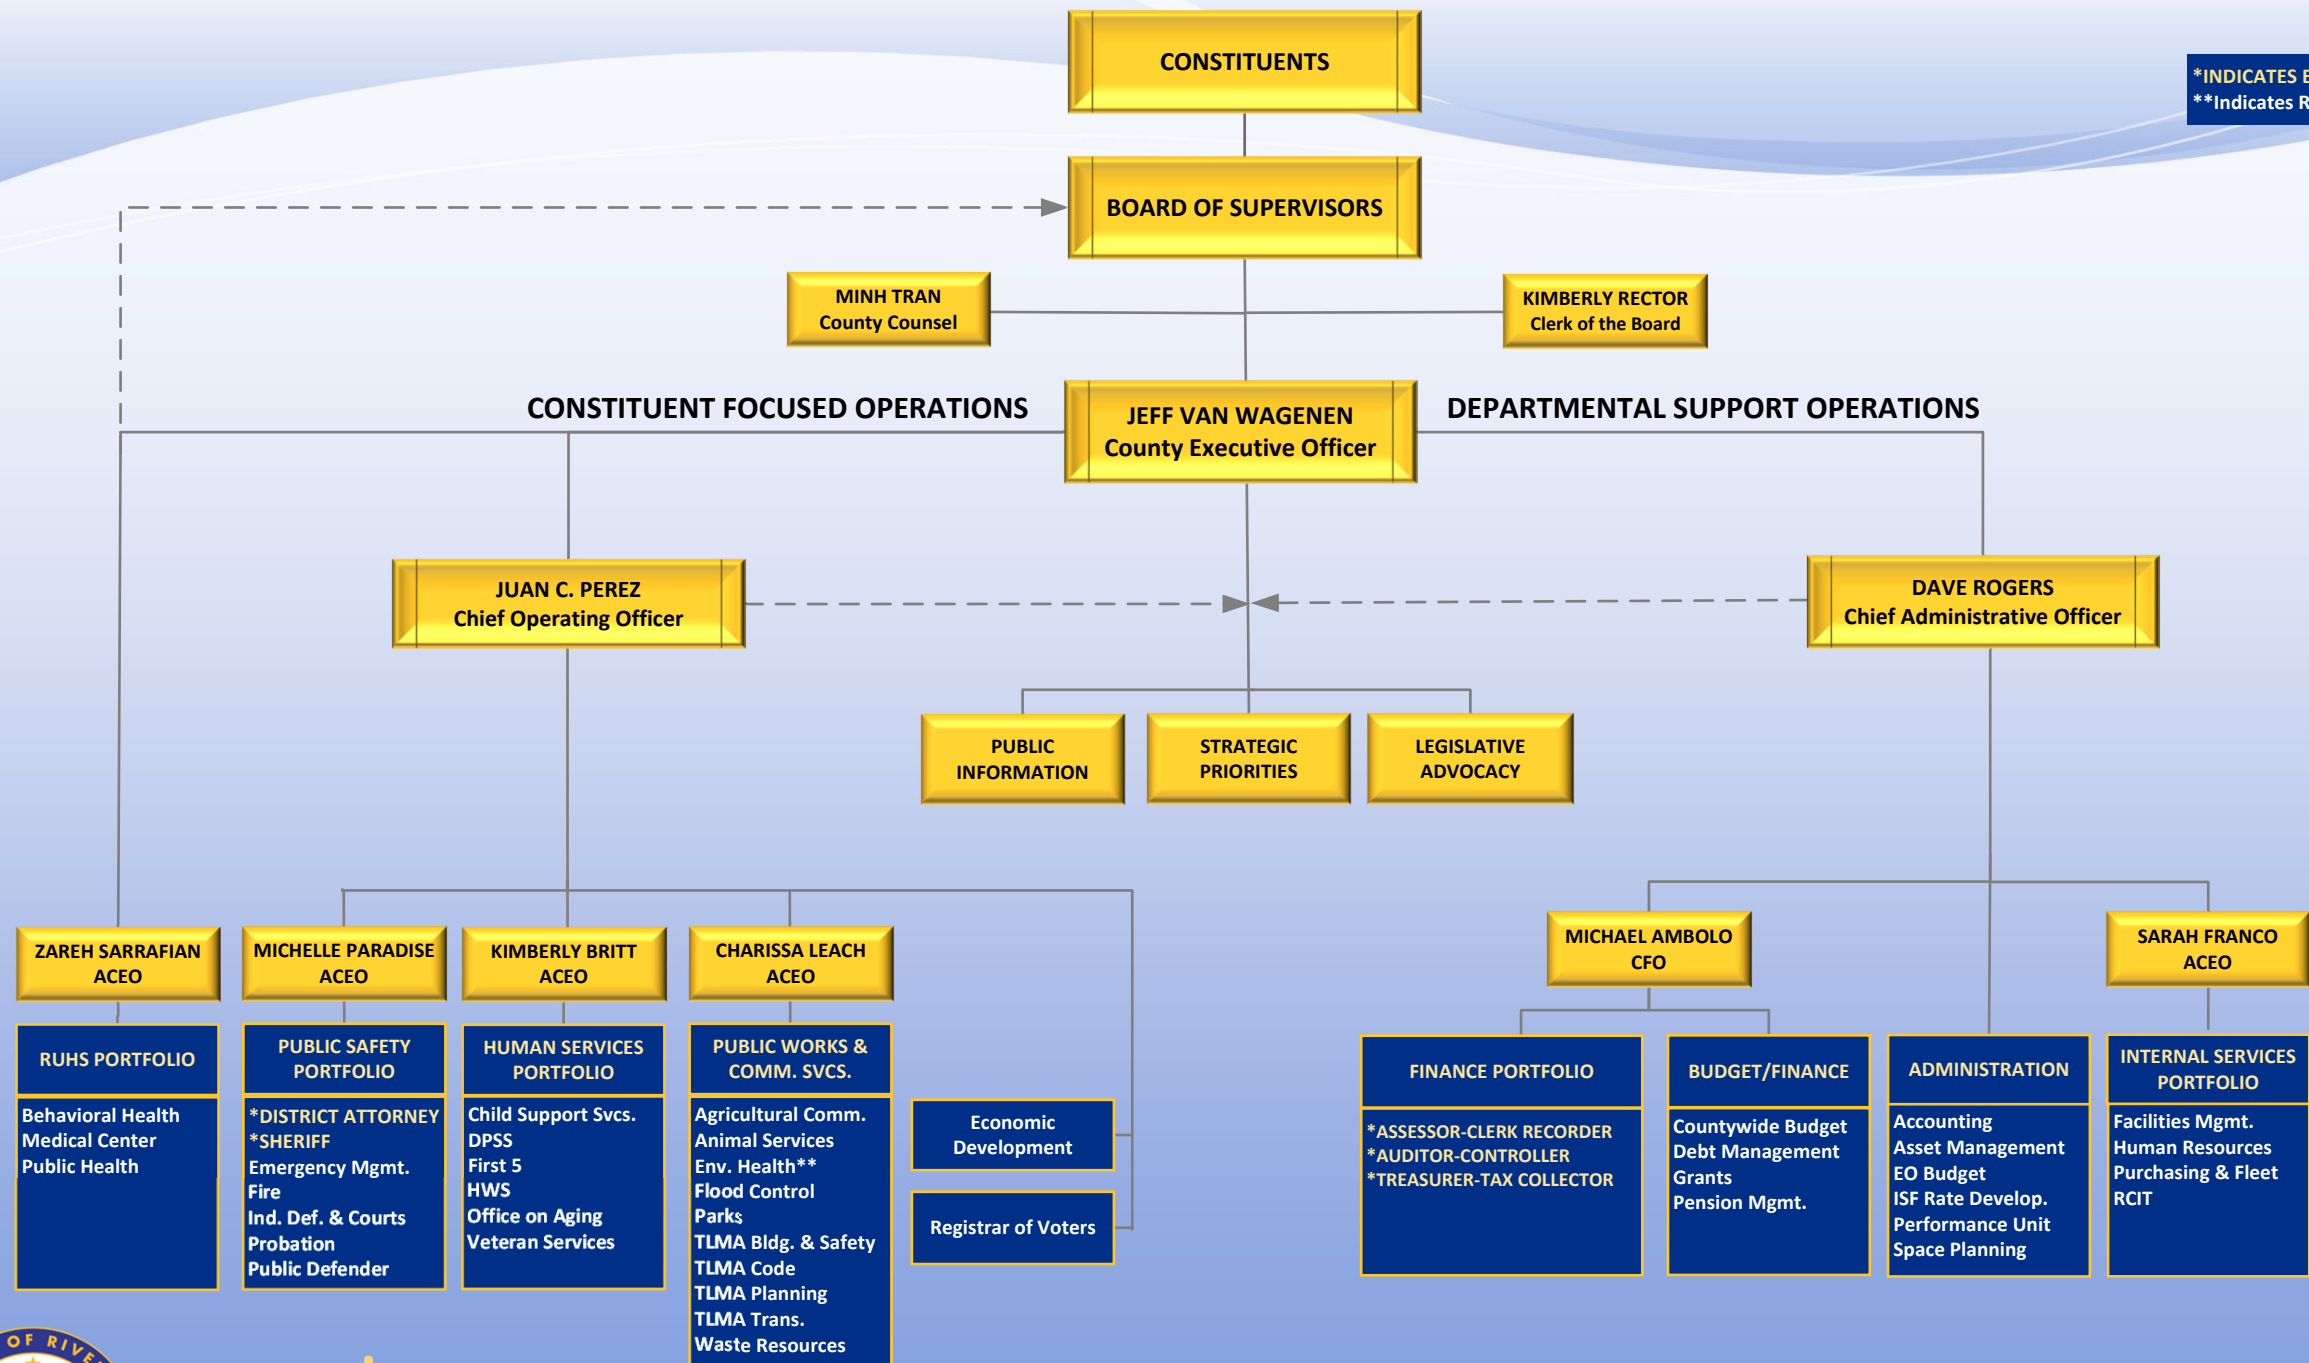 CONSTITUENTS
*INDICATES
**Indicates
BOARD OF SUPERVISORS
MINH TRAN
County Counsel
KIMBERLY RECTOR
Clerk of the Board
CONSTITUENT FOCUSED OPERATIONS
JEFF VAN WAGENEN
County Executive Officer
DEPARTMENTAL SUPPORT OPERATIONS
JUAN C. PEREZ
Chief Operating Officer
DAVE ROGERS
Chief Administrative Officer
PUBLIC
INFORMATION
STRATEGIC
PRIORITIES
LEGISLATIVE
ADVOCACY
ZAREH SARRAFIAN
ACEO
MICHELLE PARADISE
ACEO
KIMBERLY BRITT
ACEO
CHARISSA LEACH
ACEO
MICHAEL AMBOLO
CFO
SARAH FRANCO
ACEO
RUHS PORTFOLIO
Behavioral Health
Medical Center
Public Health
PUBLIC SAFETY
PORTFOLIO
*DISTRICT ATTORNEY
*SHERIFF
Emergency Mgmt.
Fire
Ind. Def. & Courts
Probation
Public Defender
HUMAN SERVICES
PORTFOLIO
Child Support Svcs.
DPSS
First 5
HWS
Office on Aging
Veteran Services
PUBLIC WORKS &
COMM. SVCS.
Agricultural Comm.
Animal Services
Env. Health**
Flood Control
Parks
TLMA Bldg. & Safety
TLMA Code
TLMA Planning
TLMA Trans.
Waste Resources
Economic
Development
Registrar of Voters
FINANCE PORTFOLIO
*ASSESSOR-CLERK RECORDER
*AUDITOR-CONTROLLER
*TREASURER-TAX COLLECTOR
BUDGET/FINANCE
Countywide Budget
Debt Management
Grants
Pension Mgmt.
ADMINISTRATION
Accounting
Asset Management
EO Budget
ISF Rate Develop.
Performance Unit
Space Planning
INTERNAL SERVICES
PORTFOLIO
Facilities Mgmt.
Human Resources
Purchasing & Fleet
RCIT
OF